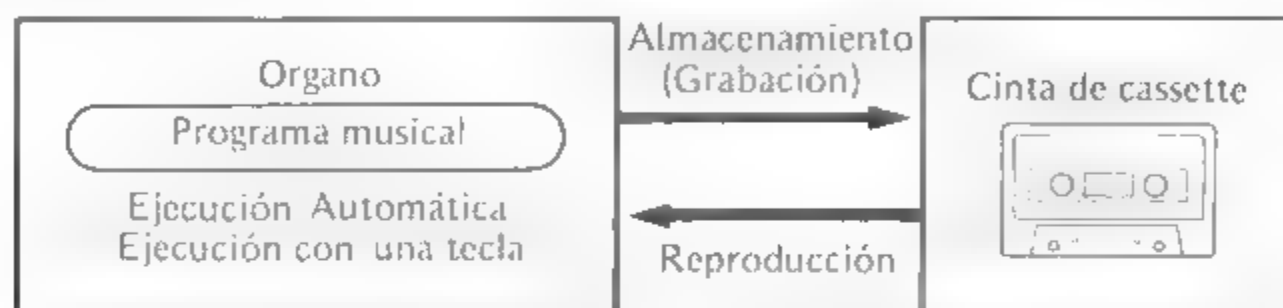 Organo
Programa musical
Ejecución Automática
Ejecución con una tecla
Almacenamiento
(Grabación)
Reproducción
Cinta de cassette